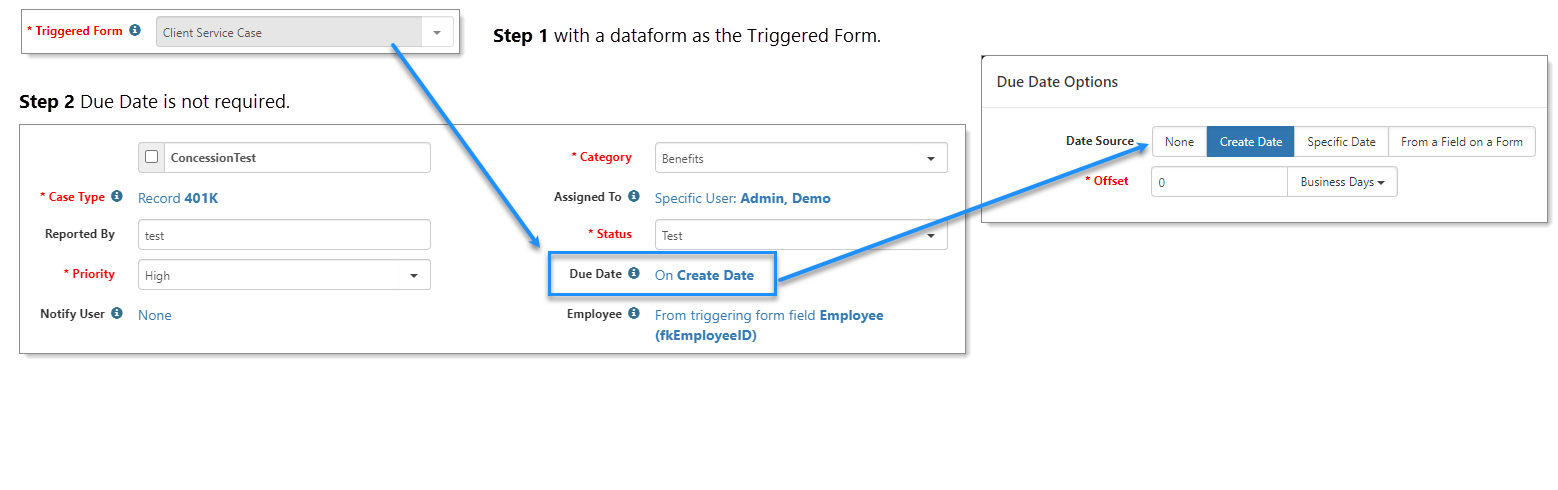 * Triggered Form Client Service Case
Step 1 with a dataform as the Triggered Form.
Step 2 Due Date is not required.
ConcessionTest
* Category Benefits
* Case Type Record 401K
Assigned To Specific User: Admin, Demo
Reported By test
* Status Test
* Priority High
Due Date On Create Date
Notify User None
Employee From triggering form field Employee
(fkEmployeeID)
Due Date Options
Date Source None Create Date Specific Date From a Field on a Form
* Offset 0 Business Days